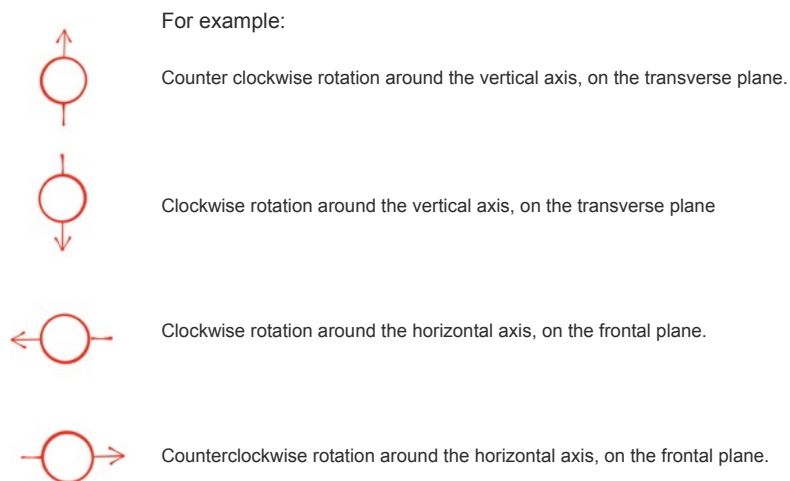 For example:
Counter clockwise rotation around the vertical axis, on the transverse plane.
Clockwise rotation around the vertical axis, on the transverse plane
Clockwise rotation around the horizontal axis, on the frontal plane.
Counterclockwise rotation around the horizontal axis, on the frontal plane.